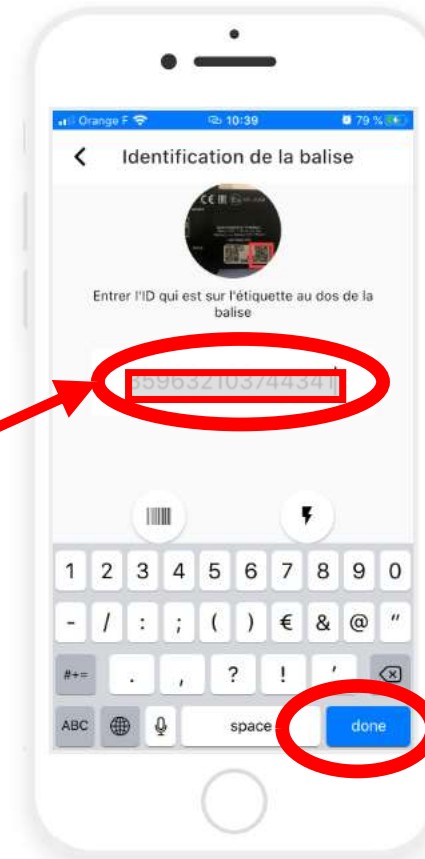 Orange F 10:39 79 %
Identification de la balise
Entrer l'ID qui est sur l'étiquette au dos de la
balise
359632103744341
1 2 3 4 5 6 7 8 9 0
- / : ; ( ) € & @ "
#+= . , ? ! '
ABC space done